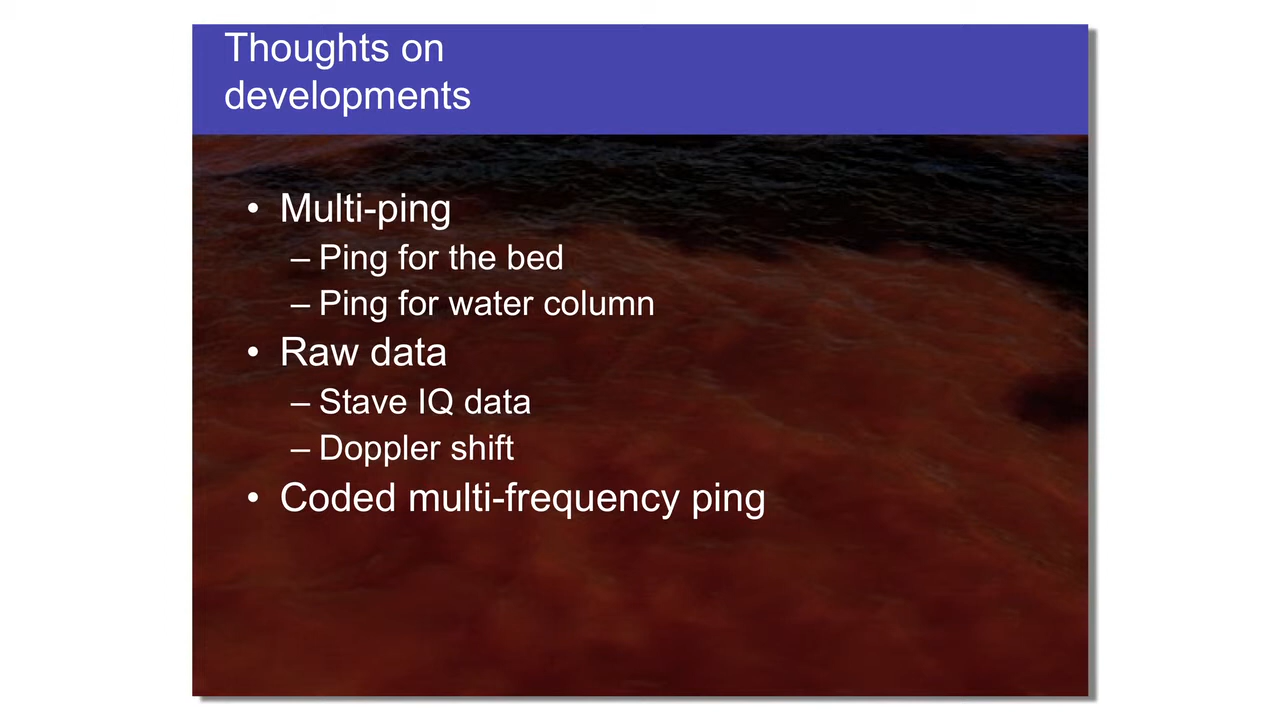 Thoughts on
developments
• Multi-ping
– Ping for the bed
– Ping for water column
• Raw data
– Stave IQ data
– Doppler shift
• Coded multi-frequency ping